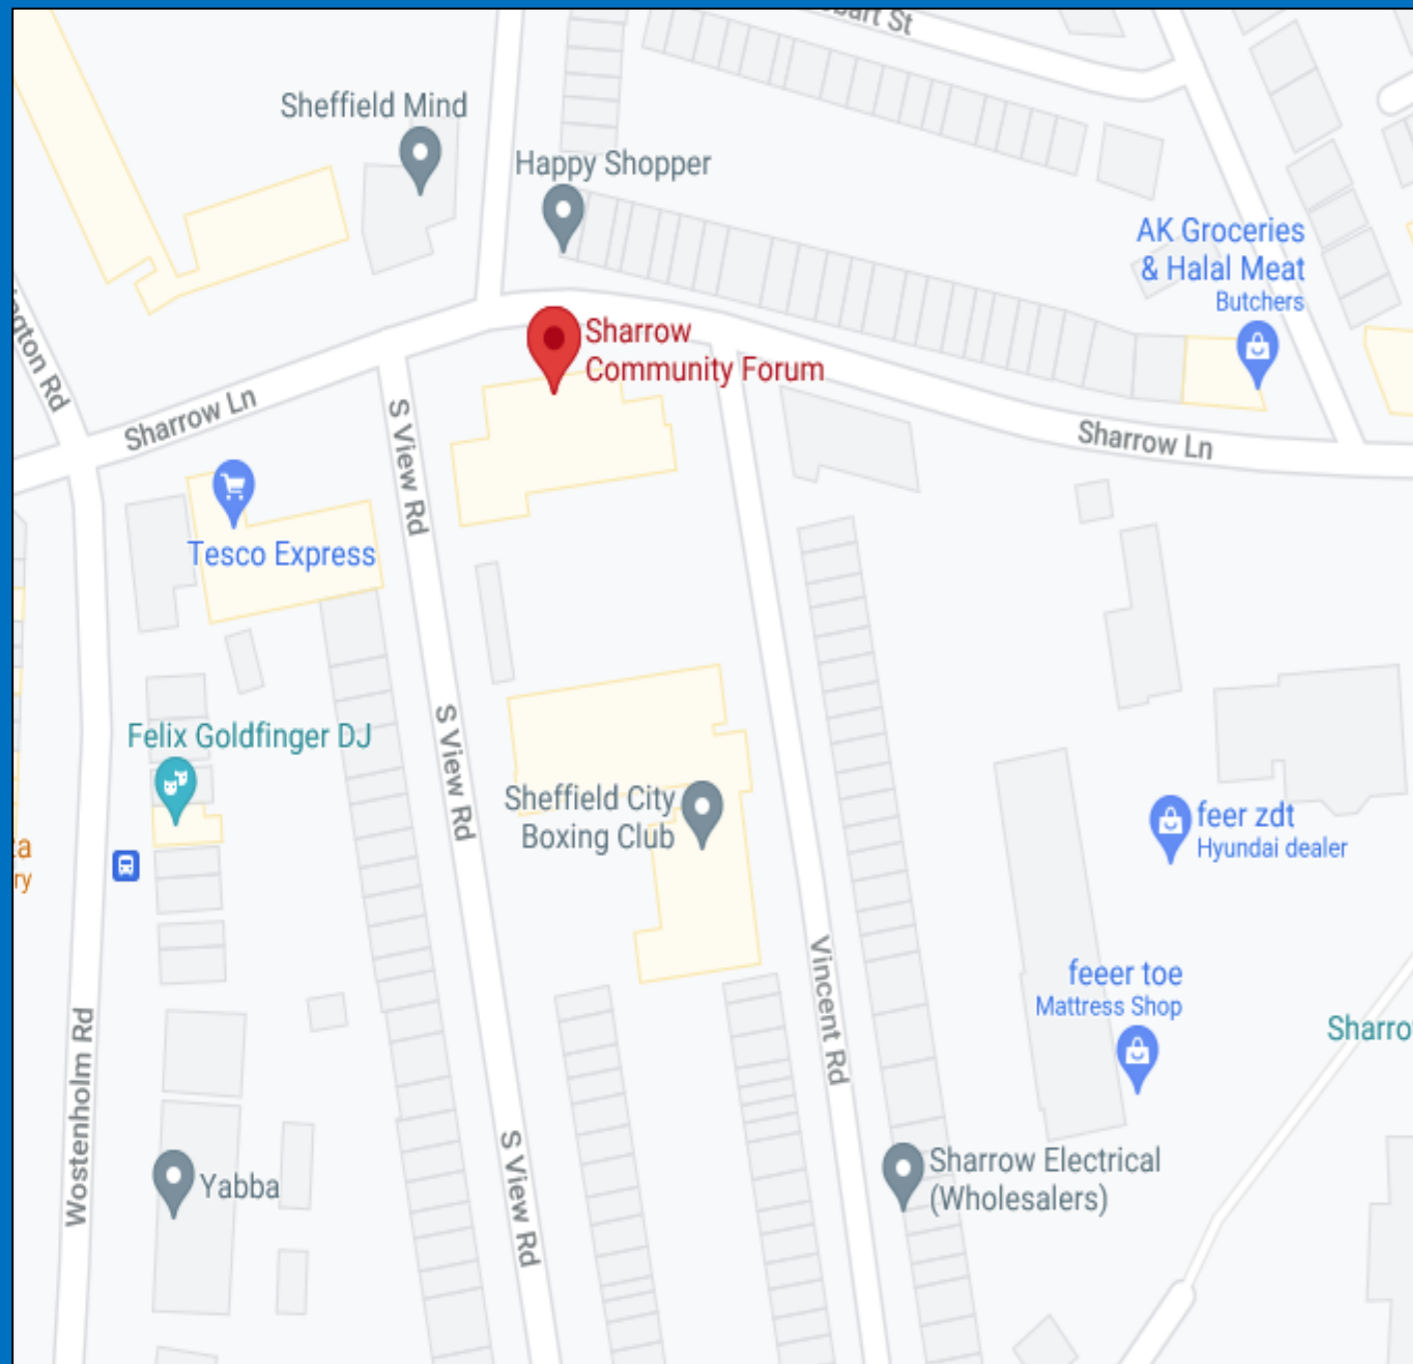 St
Sheffield Mind
Happy Shopper
AK Groceries
& Halal Meat
Butchers
Sharrow
Community Forum
Rd
Sharrow Ln
S View Rd
Sharrow Ln
Tesco Express
Felix Goldfinger DJ
S View Rd
Sheffield City
Boxing Club
feer zdt
Hyundai dealer
Vincent Rd
feeer toe
Mattress Shop
Wostenholm Rd
Sharrow Electrical
(Wholesalers)
Yabba
S View Rd